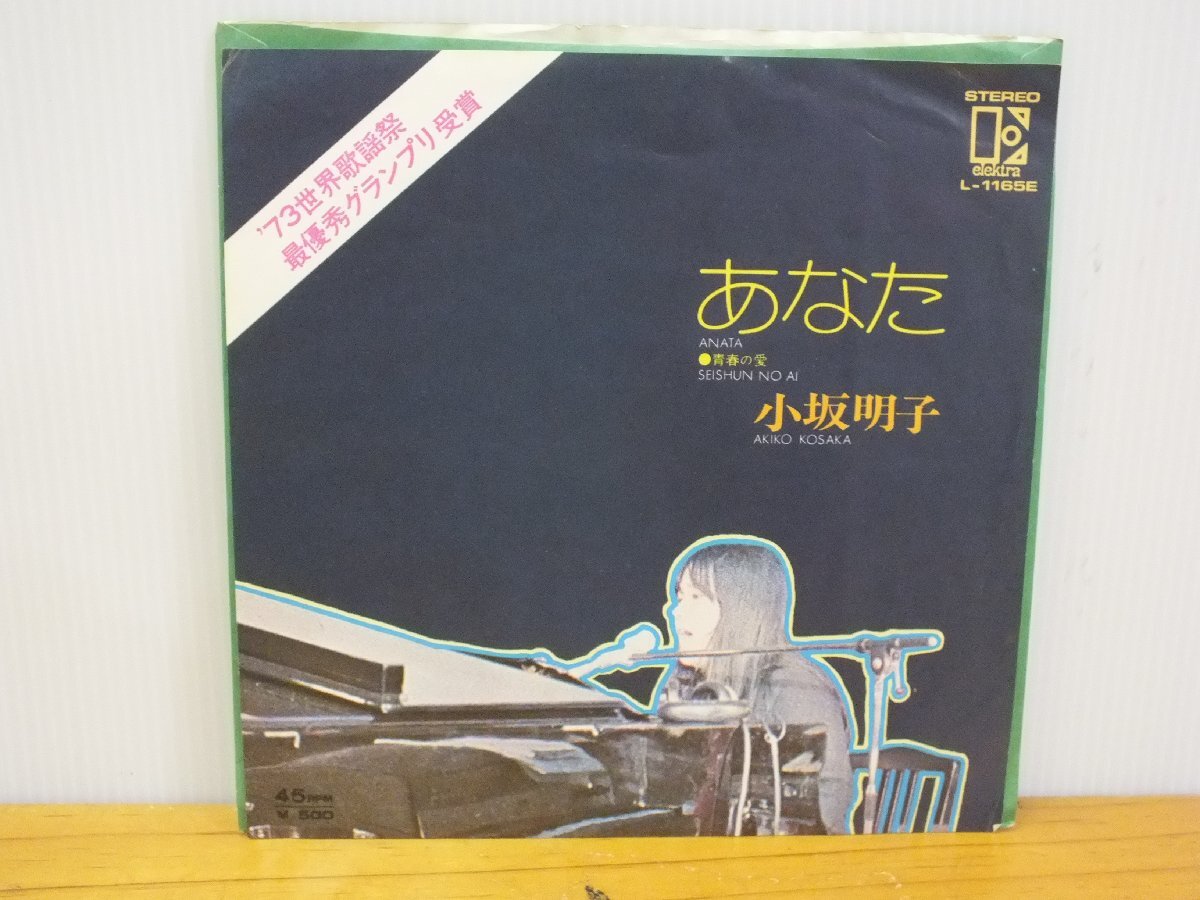 '73世界歌謡祭
最優秀グランプリ受賞
STEREO
elektra
L-1165E
あなた
ANATA
●青春の愛
SEISHUN NO AI
小坂明子
AKIKO KOSAKA
45RPM
¥500